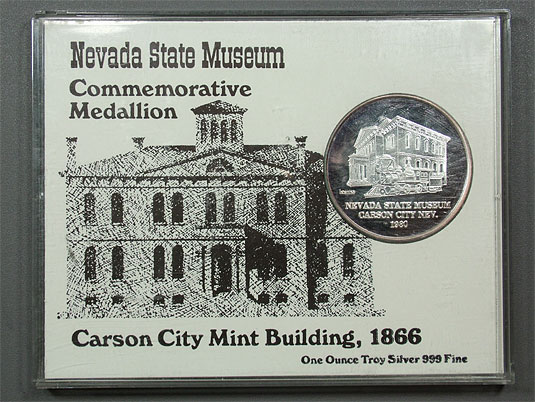 Nevada State Museum
Commemorative
Medallion
NEVADA STATE MUSEUM
CARSON CITY NEV.
Carson City Mint Building, 1866
One Ounce Troy Silver 999 Fine